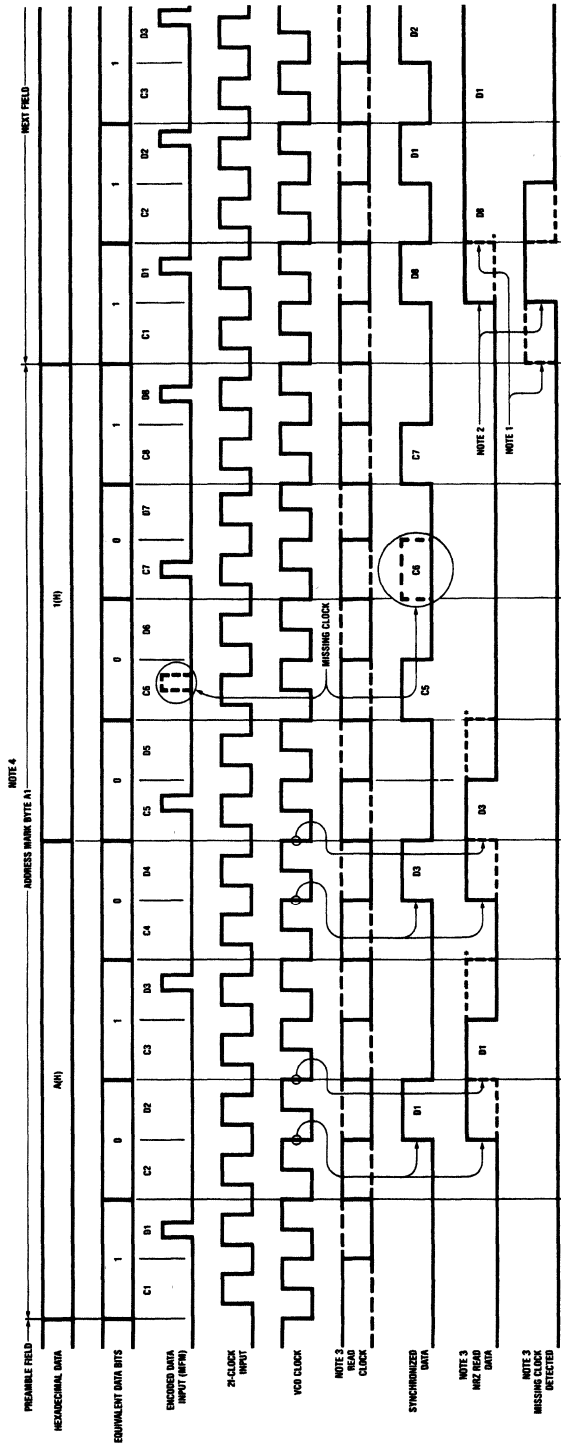 NOTE 4
PREAMBLE FIELD ADDRESS MARK BYTE A1 NEXT FIELD
HEXADECIMAL DATA A(H) 1(H)
EQUIVALENT DATA BITS 1 0 1 0 0 0 0 1 1 1 1
ENCODED DATA C1 D1 C2 D2 C3 D3 C4 D4 C5 D5 C6 D6 C7 D7 C8 D8 C1 D1 C2 D2 C3 D3
INPUT (MFM)
2f-CLOCK
INPUT
VCO CLOCK
MISSING CLOCK
NOTE 3
READ
CLOCK
SYNCHRONIZED
DATA
D1 D3 C5 C6 C7 D8 D1 D2
NOTE 3
NRZ READ
DATA
D1 D3 D8 D1
NOTE 2
NOTE 1
NOTE 3
MISSING CLOCK
DETECTED